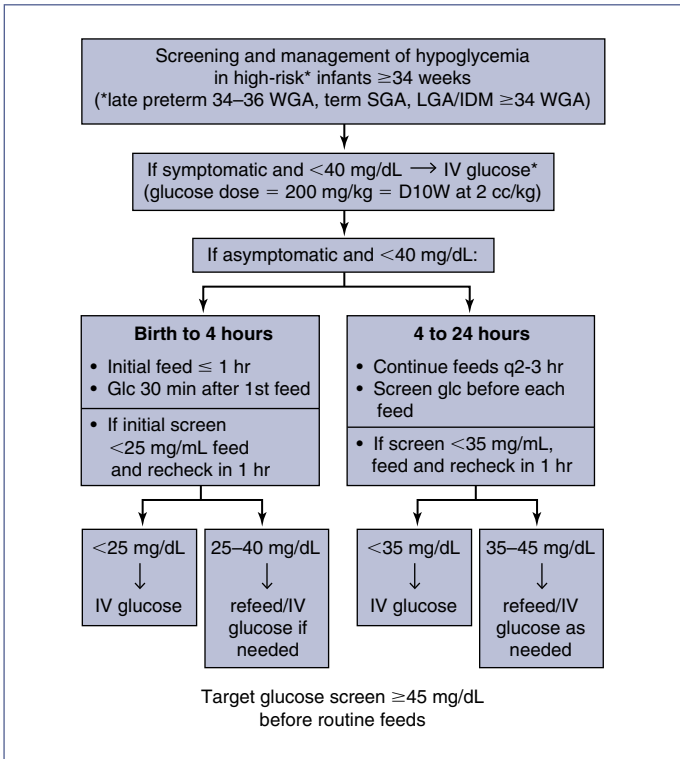 Screening and management of hypoglycemia
in high-risk* infants ≥34 weeks
(*late preterm 34–36 WGA, term SGA, LGA/IDM ≥34 WGA)
If symptomatic and <40 mg/dL → IV glucose*
(glucose dose = 200 mg/kg = D10W at 2 cc/kg)
If asymptomatic and <40 mg/dL:
Birth to 4 hours
• Initial feed ≤ 1 hr
• Glc 30 min after 1st feed
• If initial screen
<25 mg/mL feed
and recheck in 1 hr
<25 mg/dL
↓
IV glucose
25–40 mg/dL
↓
refeed/IV
glucose if
needed
4 to 24 hours
• Continue feeds q2-3 hr
• Screen glc before each
feed
• If screen <35 mg/mL,
feed and recheck in 1 hr
<35 mg/dL
↓
IV glucose
35–45 mg/dL
↓
refeed/IV
glucose as
needed
Target glucose screen ≥45 mg/dL
before routine feeds